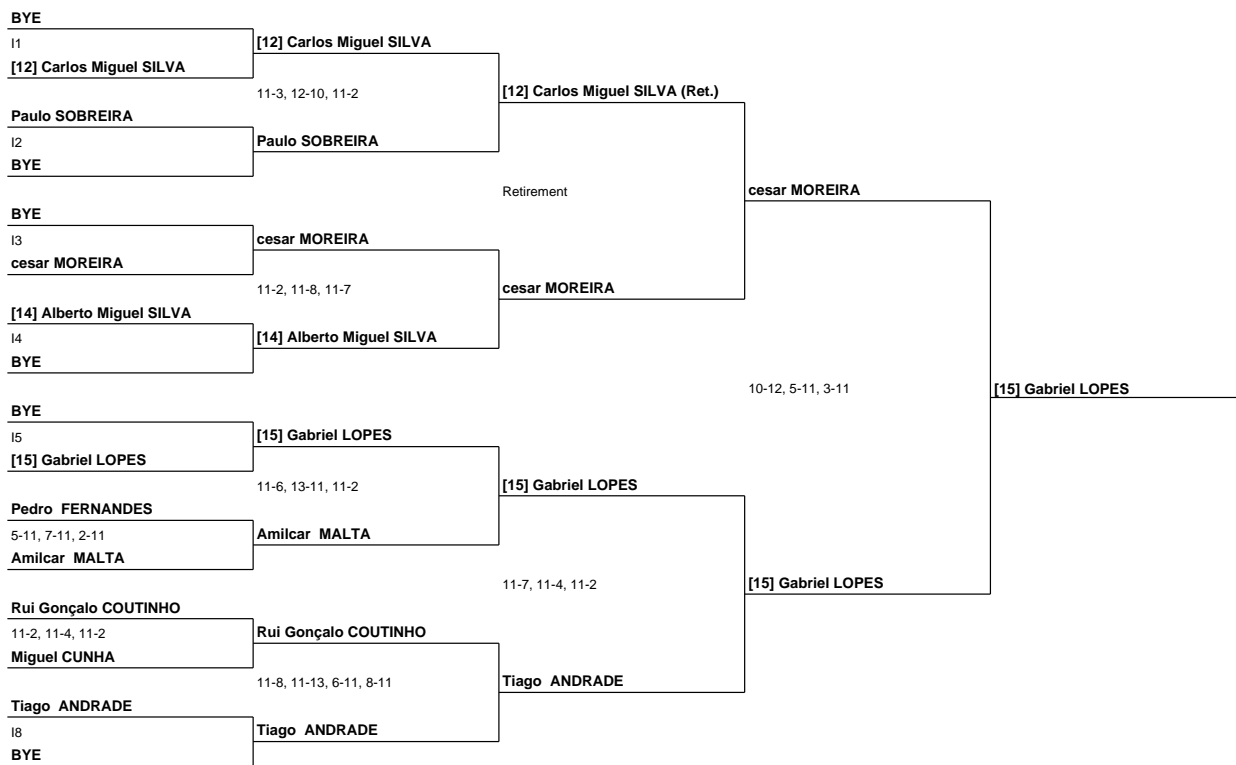 BYE
I1
[12] Carlos Miguel SILVA
Paulo SOBREIRA
I2
BYE
BYE
I3
cesar MOREIRA
[14] Alberto Miguel SILVA
I4
BYE
BYE
I5
[15] Gabriel LOPES
Pedro FERNANDES
5-11, 7-11, 2-11
Amilcar MALTA
Rui Gonçalo COUTINHO
11-2, 11-4, 11-2
Miguel CUNHA
Tiago ANDRADE
I8
BYE
[12] Carlos Miguel SILVA
11-3, 12-10, 11-2
Paulo SOBREIRA
cesar MOREIRA
11-2, 11-8, 11-7
[14] Alberto Miguel SILVA
[15] Gabriel LOPES
11-6, 13-11, 11-2
Amilcar MALTA
Rui Gonçalo COUTINHO
11-8, 11-13, 6-11, 8-11
Tiago ANDRADE
[12] Carlos Miguel SILVA (Ret.)
Retirement
cesar MOREIRA
[15] Gabriel LOPES
11-7, 11-4, 11-2
Tiago ANDRADE
cesar MOREIRA
10-12, 5-11, 3-11
[15] Gabriel LOPES
[15] Gabriel LOPES